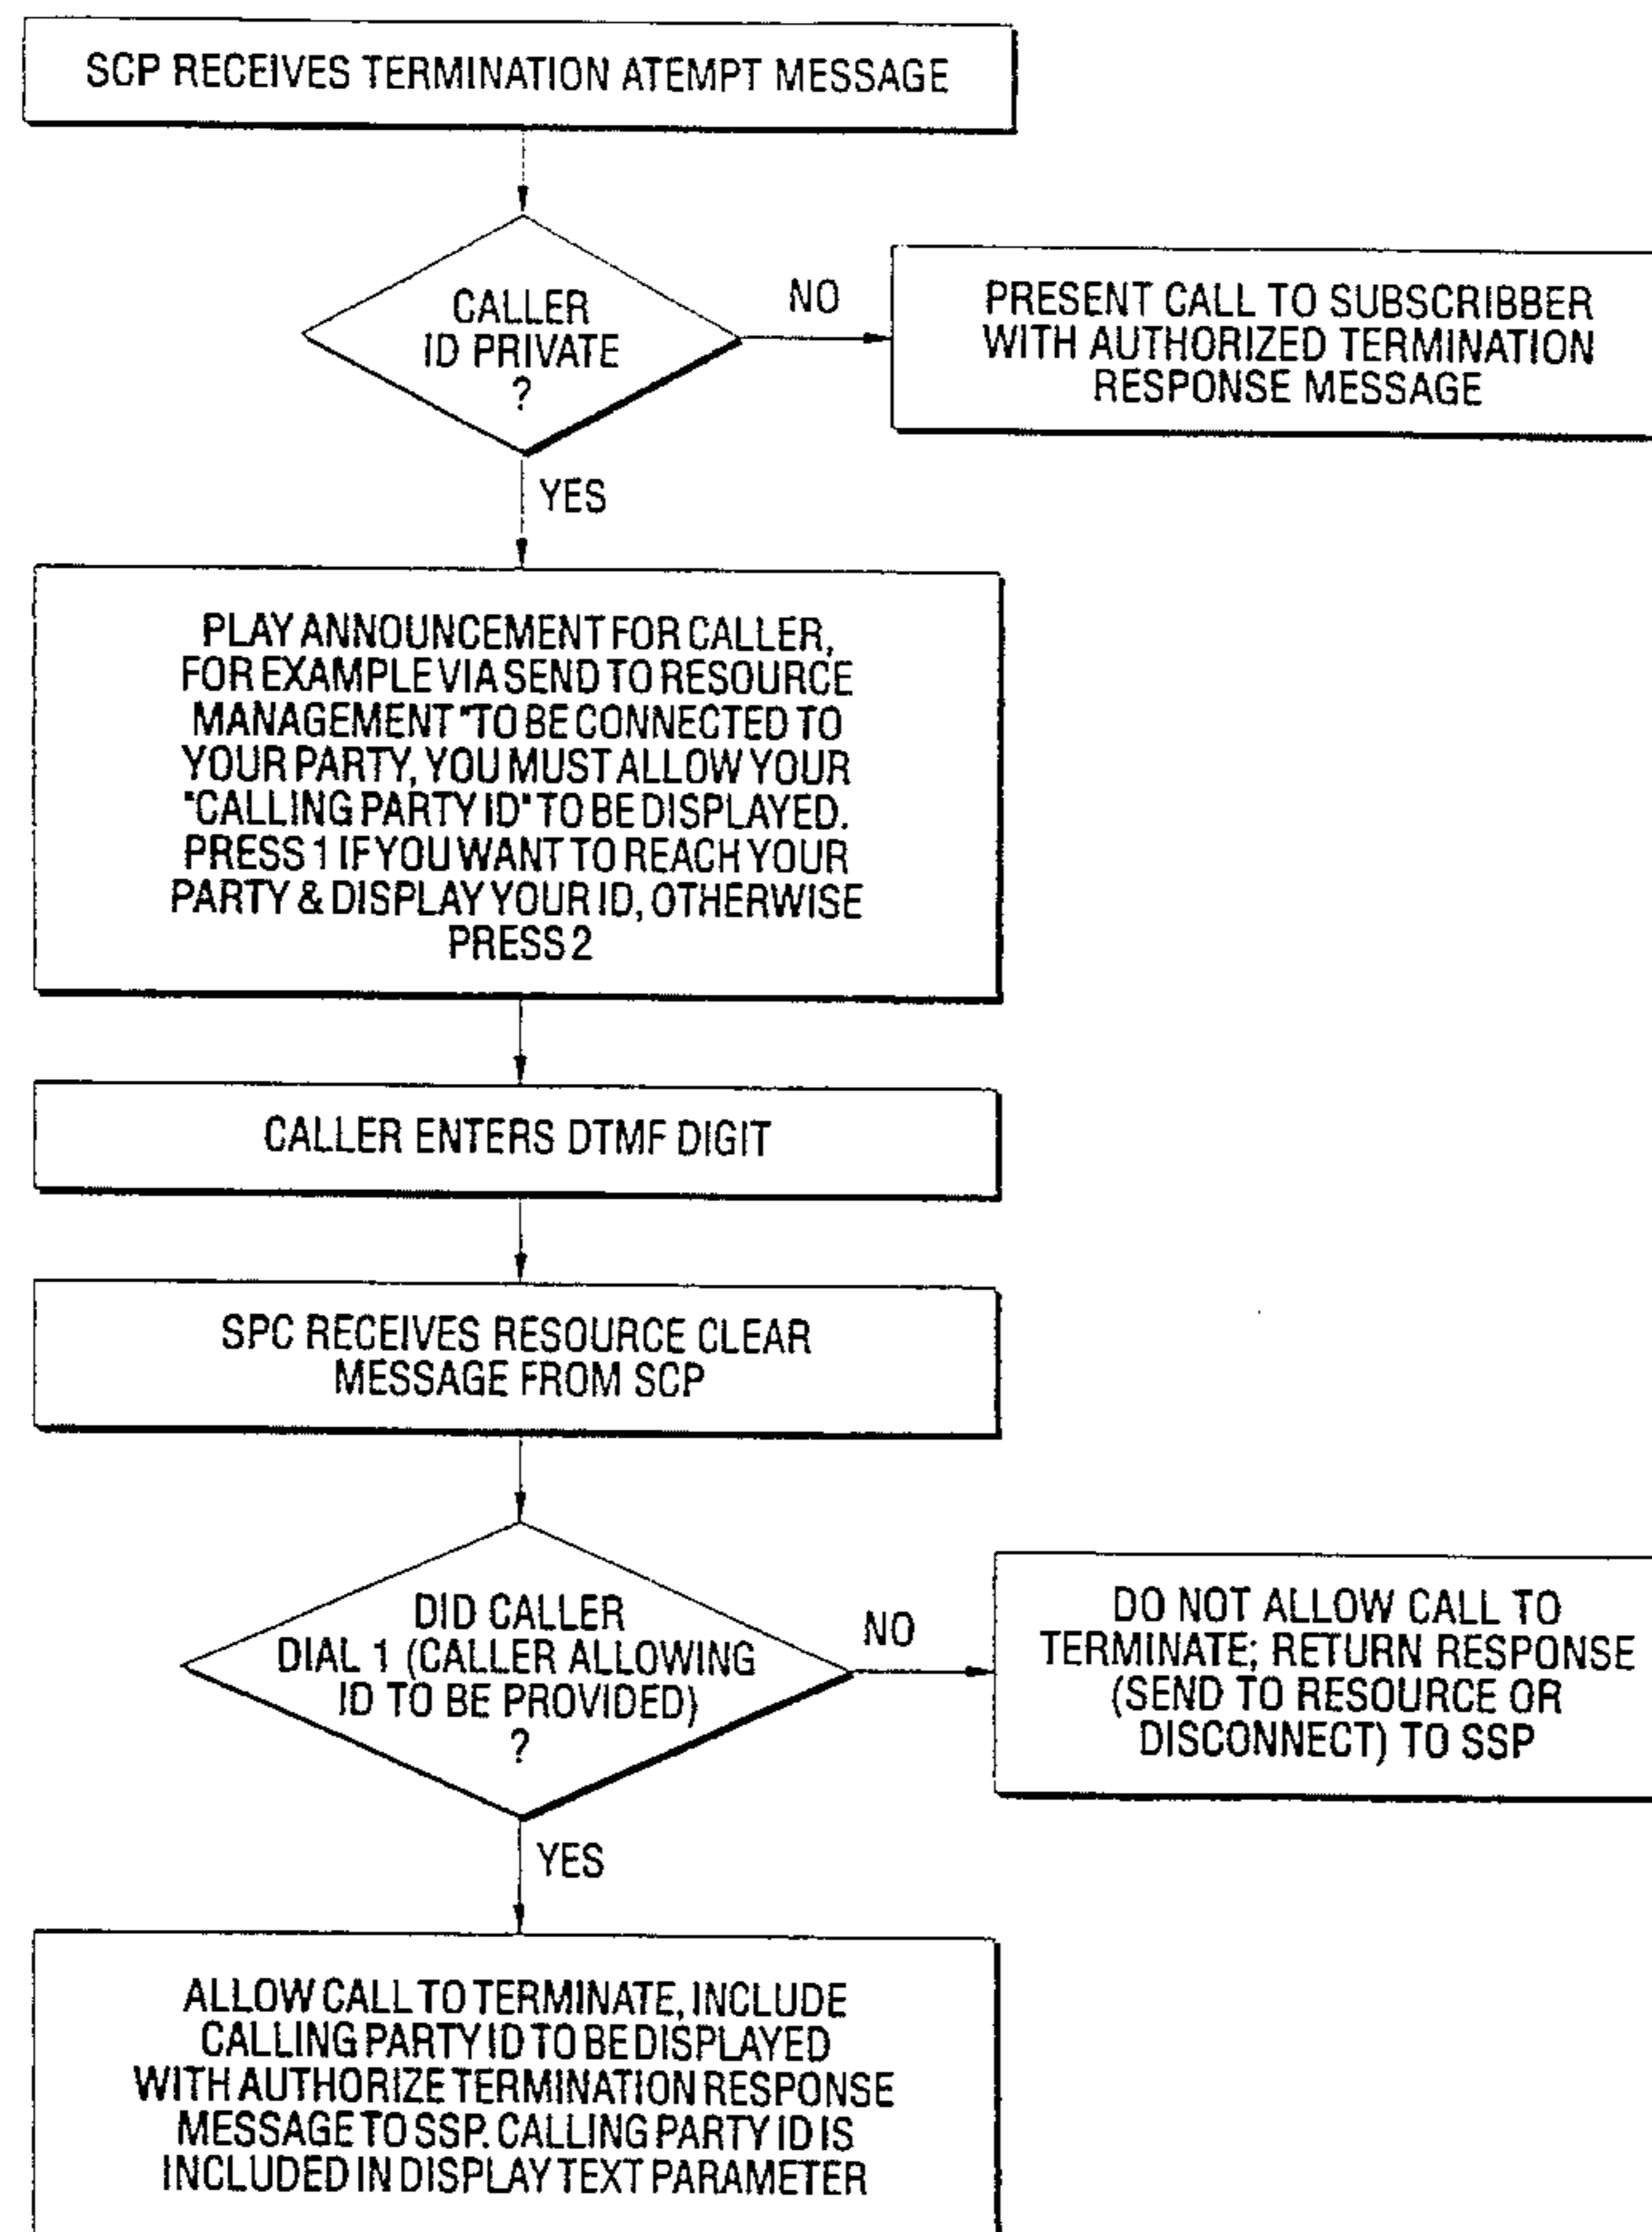 SCP RECEIVES TERMINATION ATEMPT MESSAGE
CALLER
ID PRIVATE
?
NO
PRESENT CALL TO SUBSCRIBBER
WITH AUTHORIZED TERMINATION
RESPONSE MESSAGE
YES
PLAY ANNOUNCEMENT FOR CALLER,
FOR EXAMPLE VIA SEND TO RESOURCE
MANAGEMENT "TO BE CONNECTED TO
YOUR PARTY, YOU MUST ALLOW YOUR
"CALLING PARTY ID" TO BE DISPLAYED.
PRESS 1 IF YOU WANT TO REACH YOUR
PARTY & DISPLAY YOUR ID, OTHERWISE
PRESS 2
CALLER ENTERS DTMF DIGIT
SPC RECEIVES RESOURCE CLEAR
MESSAGE FROM SCP
DID CALLER
DIAL 1 (CALLER ALLOWING
ID TO BE PROVIDED)
?
NO
DO NOT ALLOW CALL TO
TERMINATE; RETURN RESPONSE
(SEND TO RESOURCE OR
DISCONNECT) TO SSP
YES
ALLOW CALL TO TERMINATE, INCLUDE
CALLING PARTY ID TO BE DISPLAYED
WITH AUTHORIZE TERMINATION RESPONSE
MESSAGE TO SSP. CALLING PARTY ID IS
INCLUDED IN DISPLAY TEXT PARAMETER